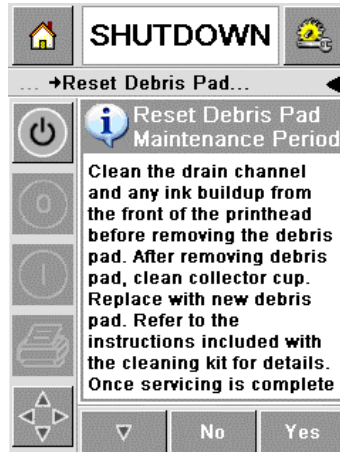 SHUTDOWN
... →Reset Debris Pad...
Reset Debris Pad
Maintenance Period
Clean the drain channel
and any ink buildup from
the front of the printhead
before removing the debris
pad. After removing debris
pad, clean collector cup.
Replace with new debris
pad. Refer to the
instructions included with
the cleaning kit for details.
Once servicing is complete
No
Yes